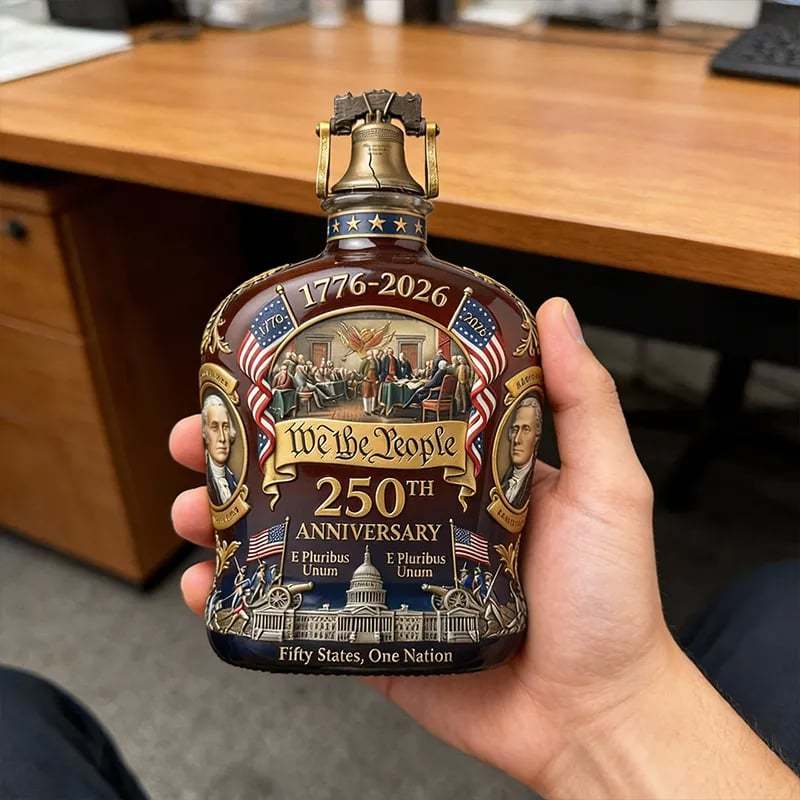 1776-2026
1776
2026
We the People
250TH
ANNIVERSARY
E Pluribus
Unum
E Pluribus
Unum
Fifty States, One Nation